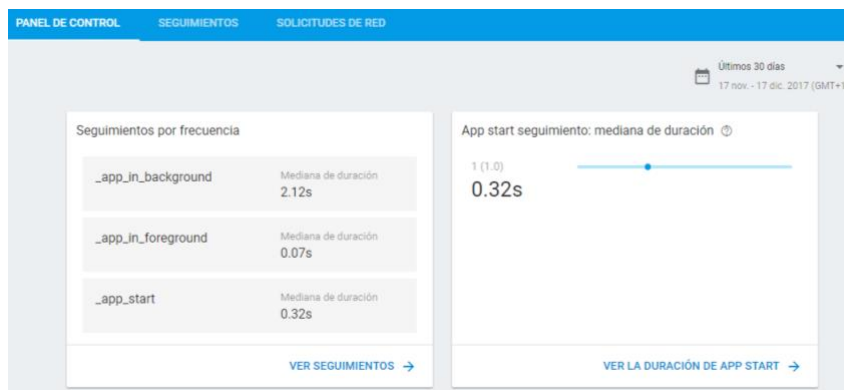 PANEL DE CONTROL SEGUIMIENTOS SOLICITUDES DE RED
Últimos 30 días
17 nov. - 17 dic. 2017 (GMT+1
Seguimientos por frecuencia
_app_in_background Mediana de duración
2.12s
_app_in_foreground Mediana de duración
0.07s
_app_start Mediana de duración
0.32s
VER SEGUIMIENTOS →
App start seguimiento: mediana de duración ?
1 (1.0)
0.32s
VER LA DURACIÓN DE APP START →